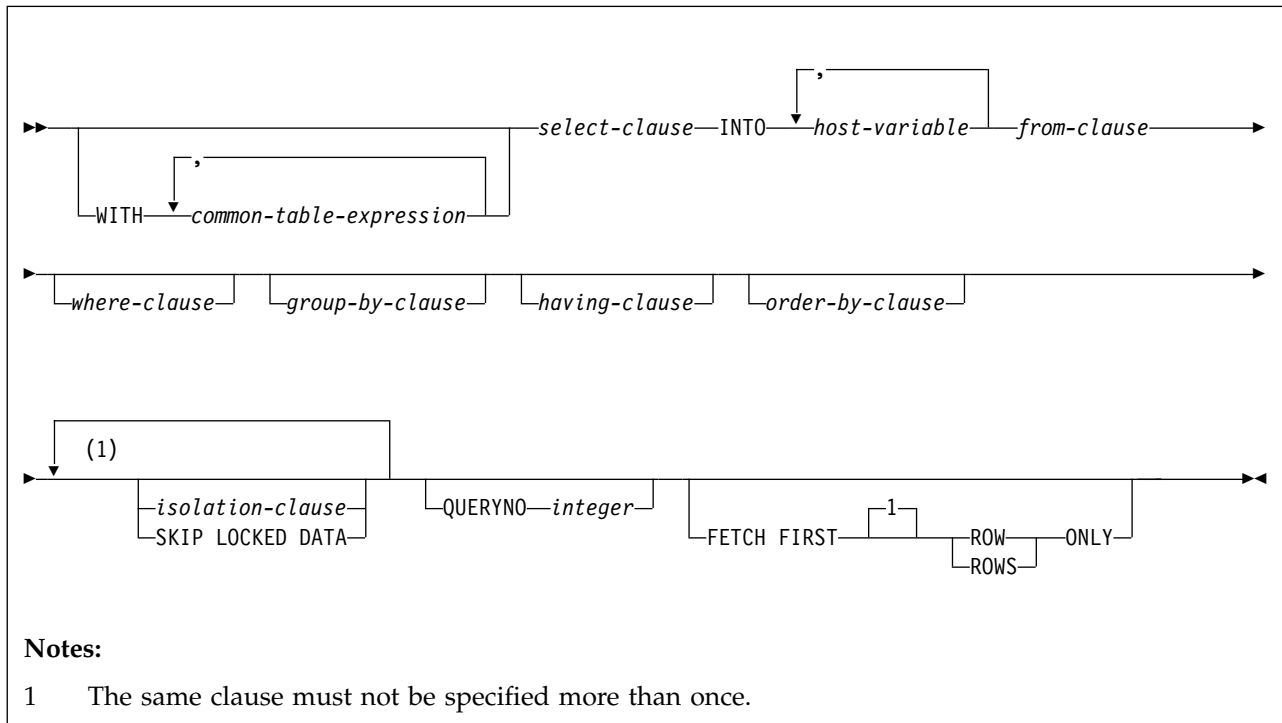 ,
select-clause INTO host-variable from-clause
,
WITH common-table-expression
where-clause group-by-clause having-clause order-by-clause
(1)
isolation-clause
SKIP LOCKED DATA
QUERYNO integer
1
FETCH FIRST ROW ONLY
ROWS
Notes:
1 The same clause must not be specified more than once.